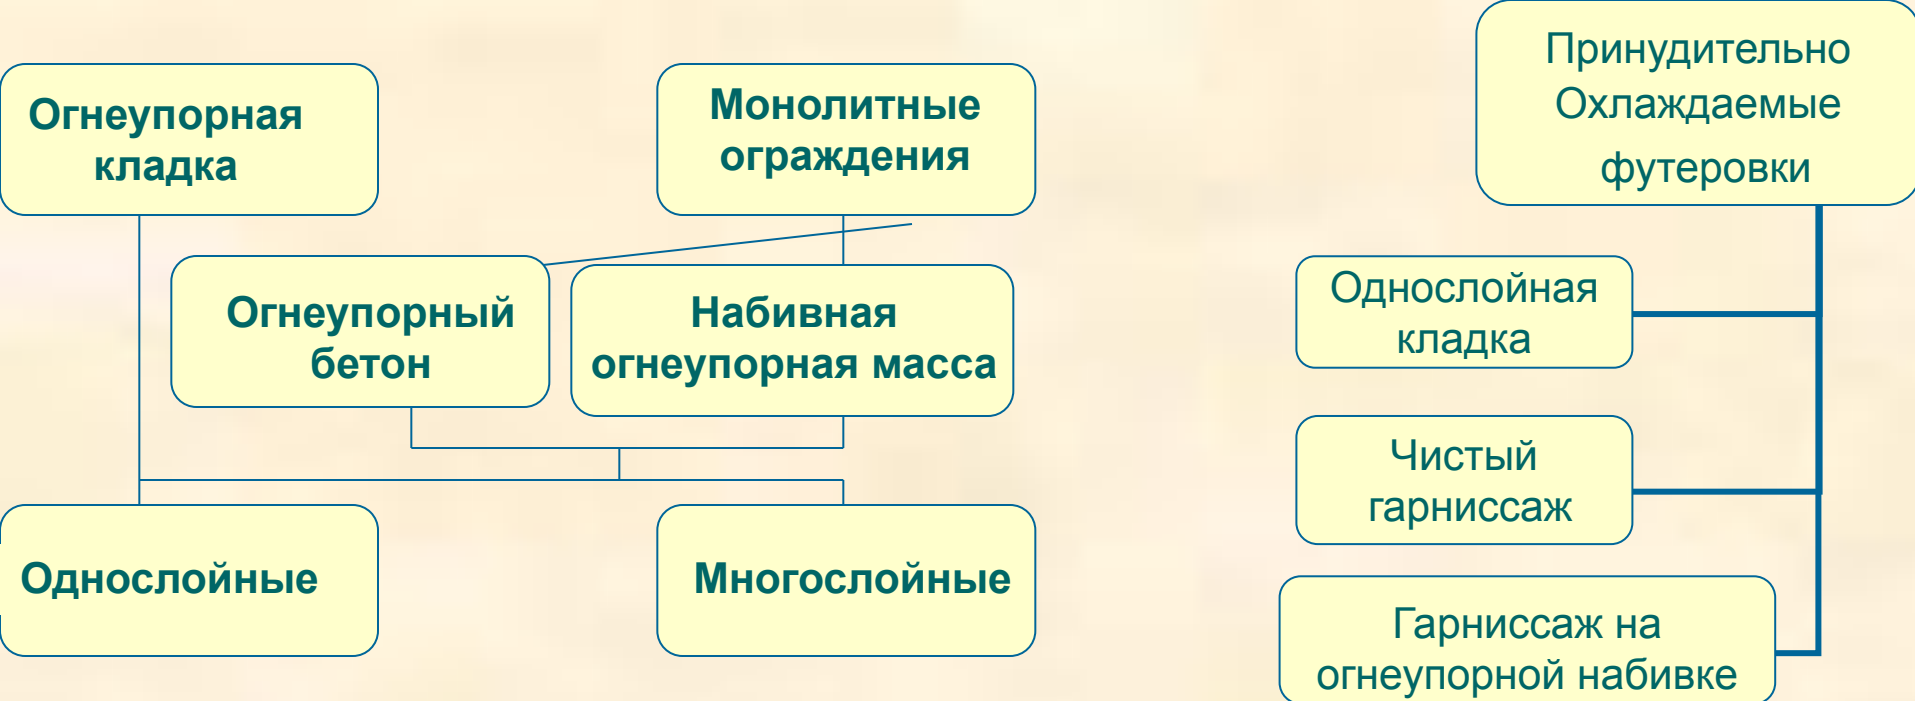 Огнеупорная
кладка
Монолитные
ограждения
Принудительно
Охлаждаемые
футеровки
Огнеупорный
бетон
Набивная
огнеупорная масса
Однослойная
кладка
Чистый
гарниссаж
Однослойные
Многослойные
Гарниссаж на
огнеупорной набивке